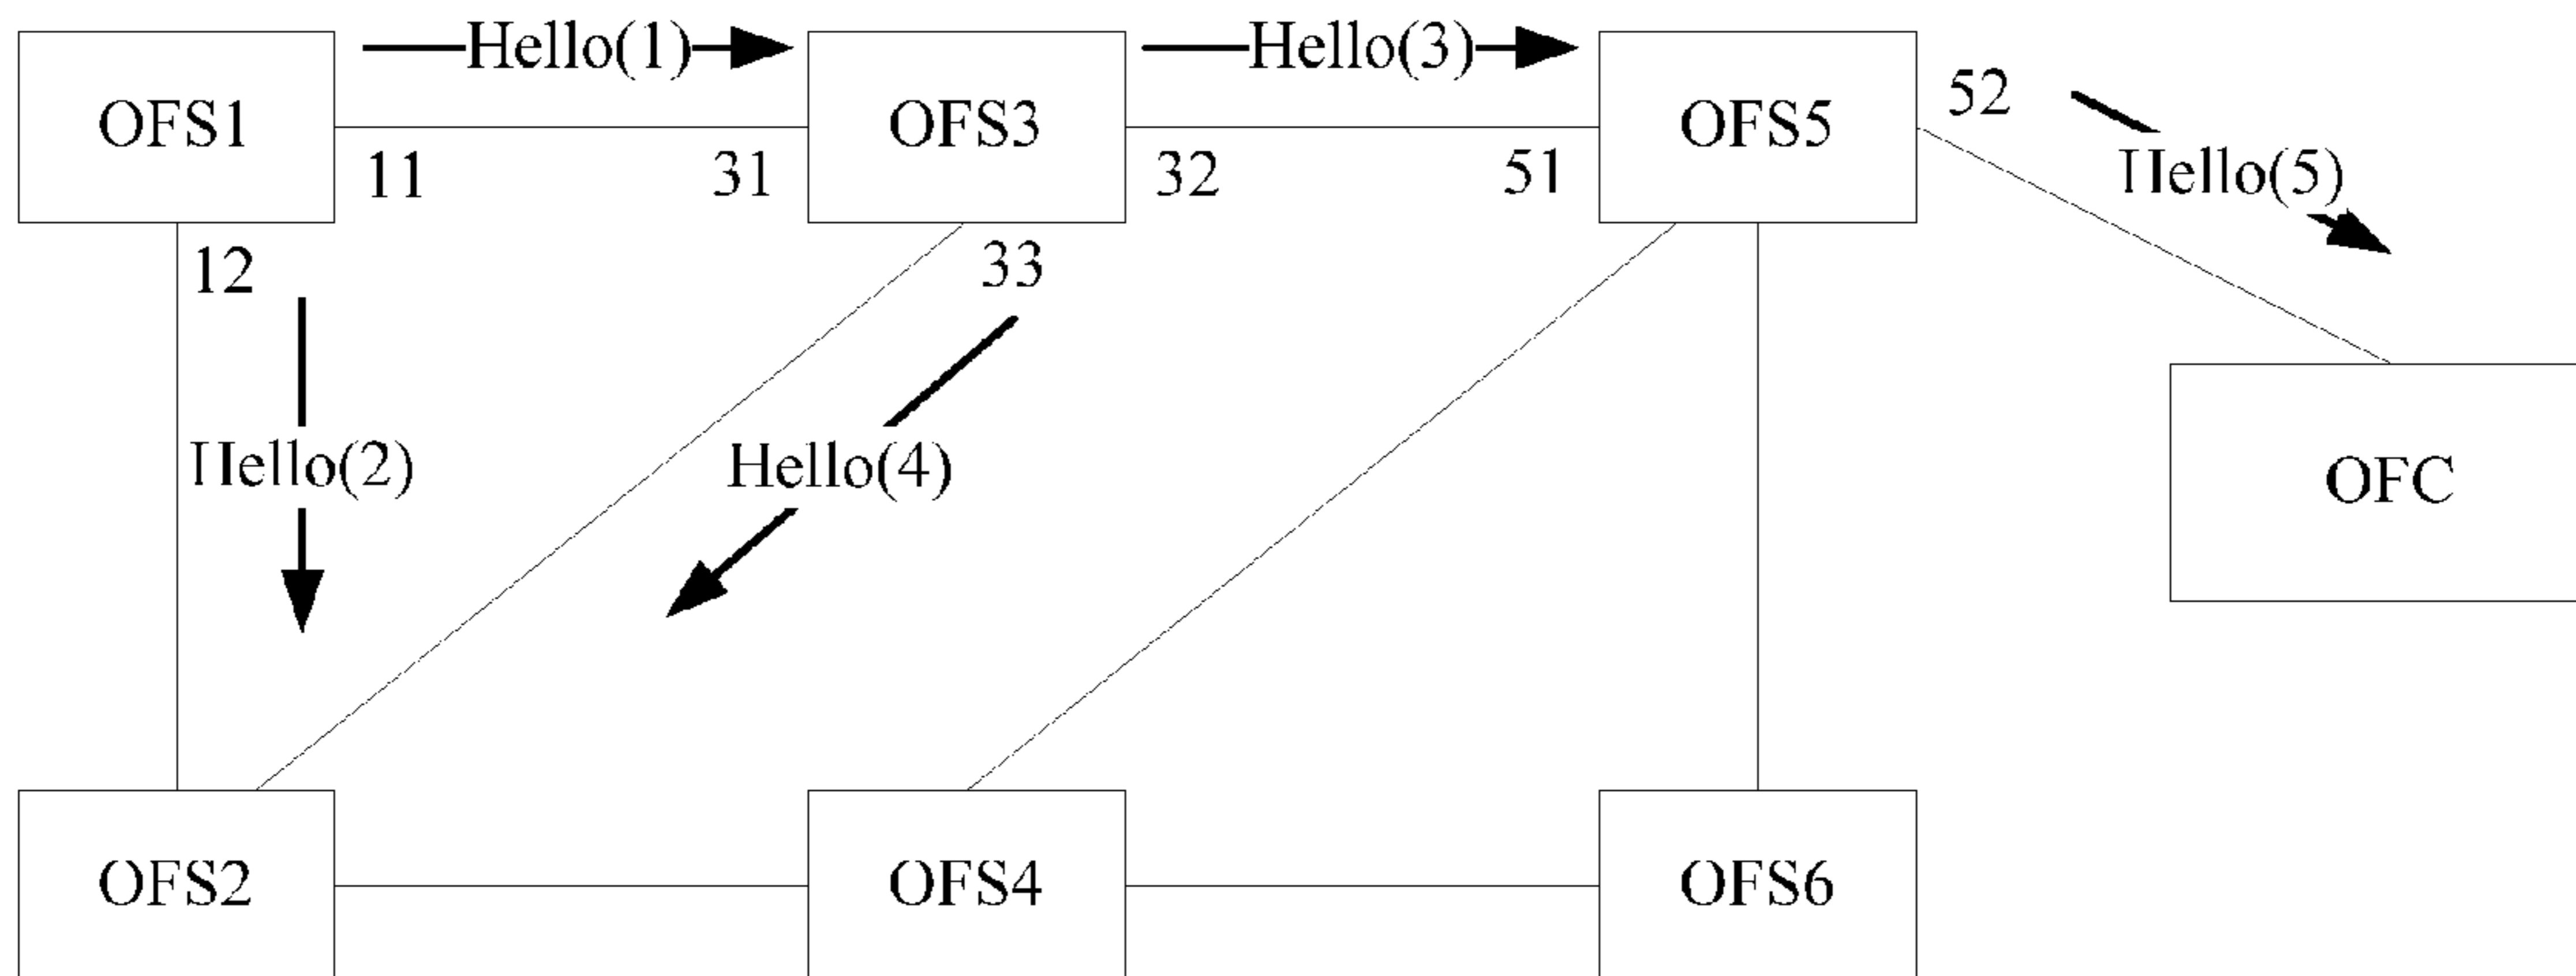 Hello(1)
Hello(3)
OFS1
OFS3
OFS5
52
11
31
32
51
Hello(5)
12
33
Hello(2)
Hello(4)
OFC
OFS2
OFS4
OFS6